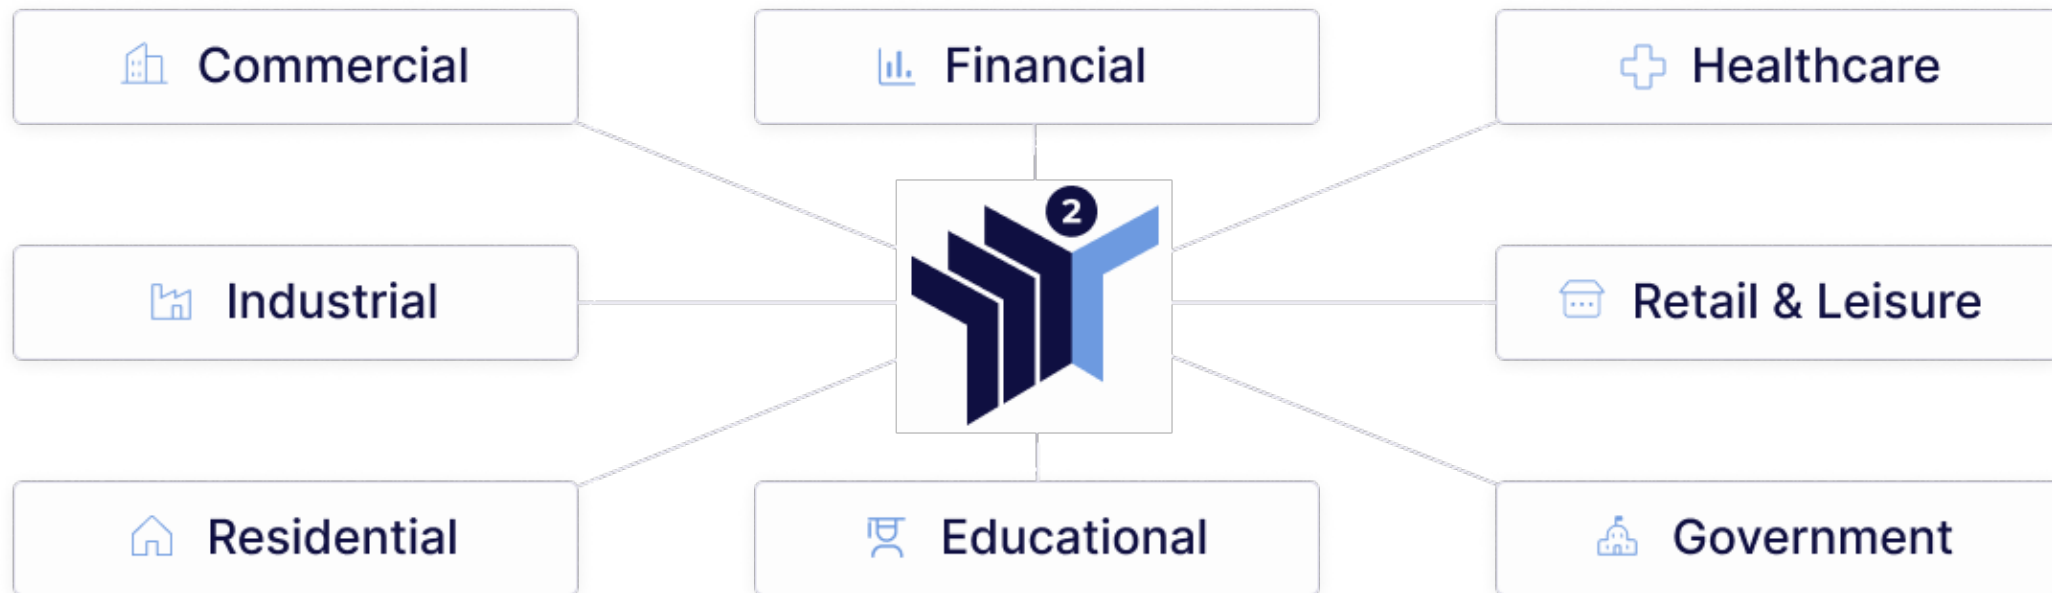 Commercial
Financial
Healthcare
2
Industrial
Retail & Leisure
Residential
Educational
Government